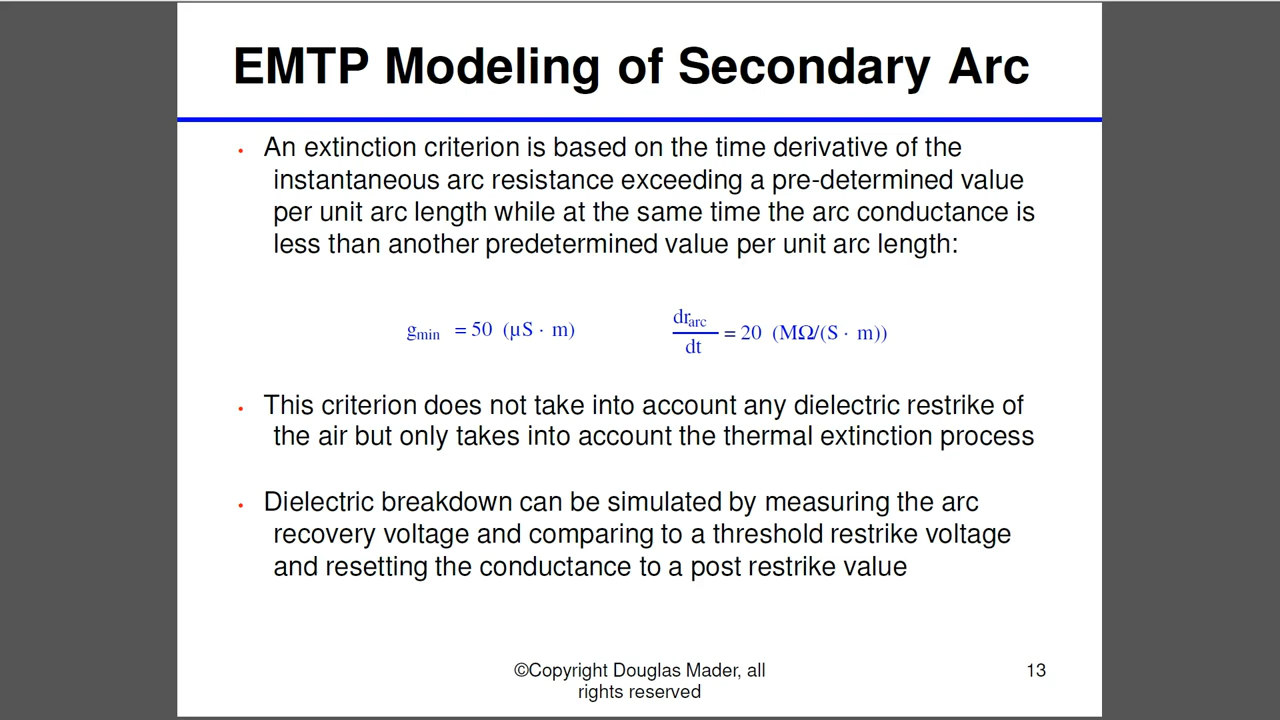 EMTP Modeling of Secondary Arc
• An extinction criterion is based on the time derivative of the
instantaneous arc resistance exceeding a pre-determined value
per unit arc length while at the same time the arc conductance is
less than another predetermined value per unit arc length:
gmin = 50 (µS · m) drarc/dt = 20 (MΩ/(S · m))
• This criterion does not take into account any dielectric restrike of
the air but only takes into account the thermal extinction process
• Dielectric breakdown can be simulated by measuring the arc
recovery voltage and comparing to a threshold restrike voltage
and resetting the conductance to a post restrike value
©Copyright Douglas Mader, all
rights reserved
13